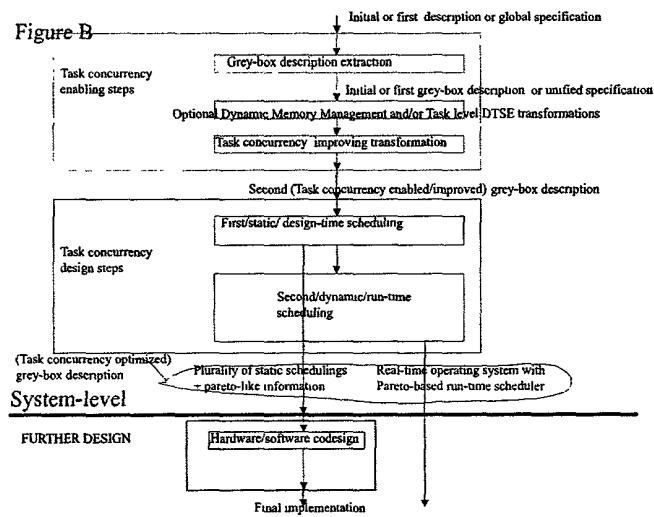 Initial or first description or global specification
Figure B
Grey-box description extraction
Task concurrency
enabling steps
Initial or first grey-box description or unified specification
Optional Dynamic Memory Management and/or Task level DTSE transformations
Task concurrency improving transformation
Second (Task concurrency enabled/improved) grey-box description
First/static/ design-time scheduling
Task concurrency
design steps
Second/dynamic/run-time
scheduling
(Task concurrency optimized)
grey-box description
Plurality of static schedulings
+ pareto-like information
Real-time operating system with
Pareto-based run-time scheduler
System-level
FURTHER DESIGN
Hardware/software codesign
Final implementation